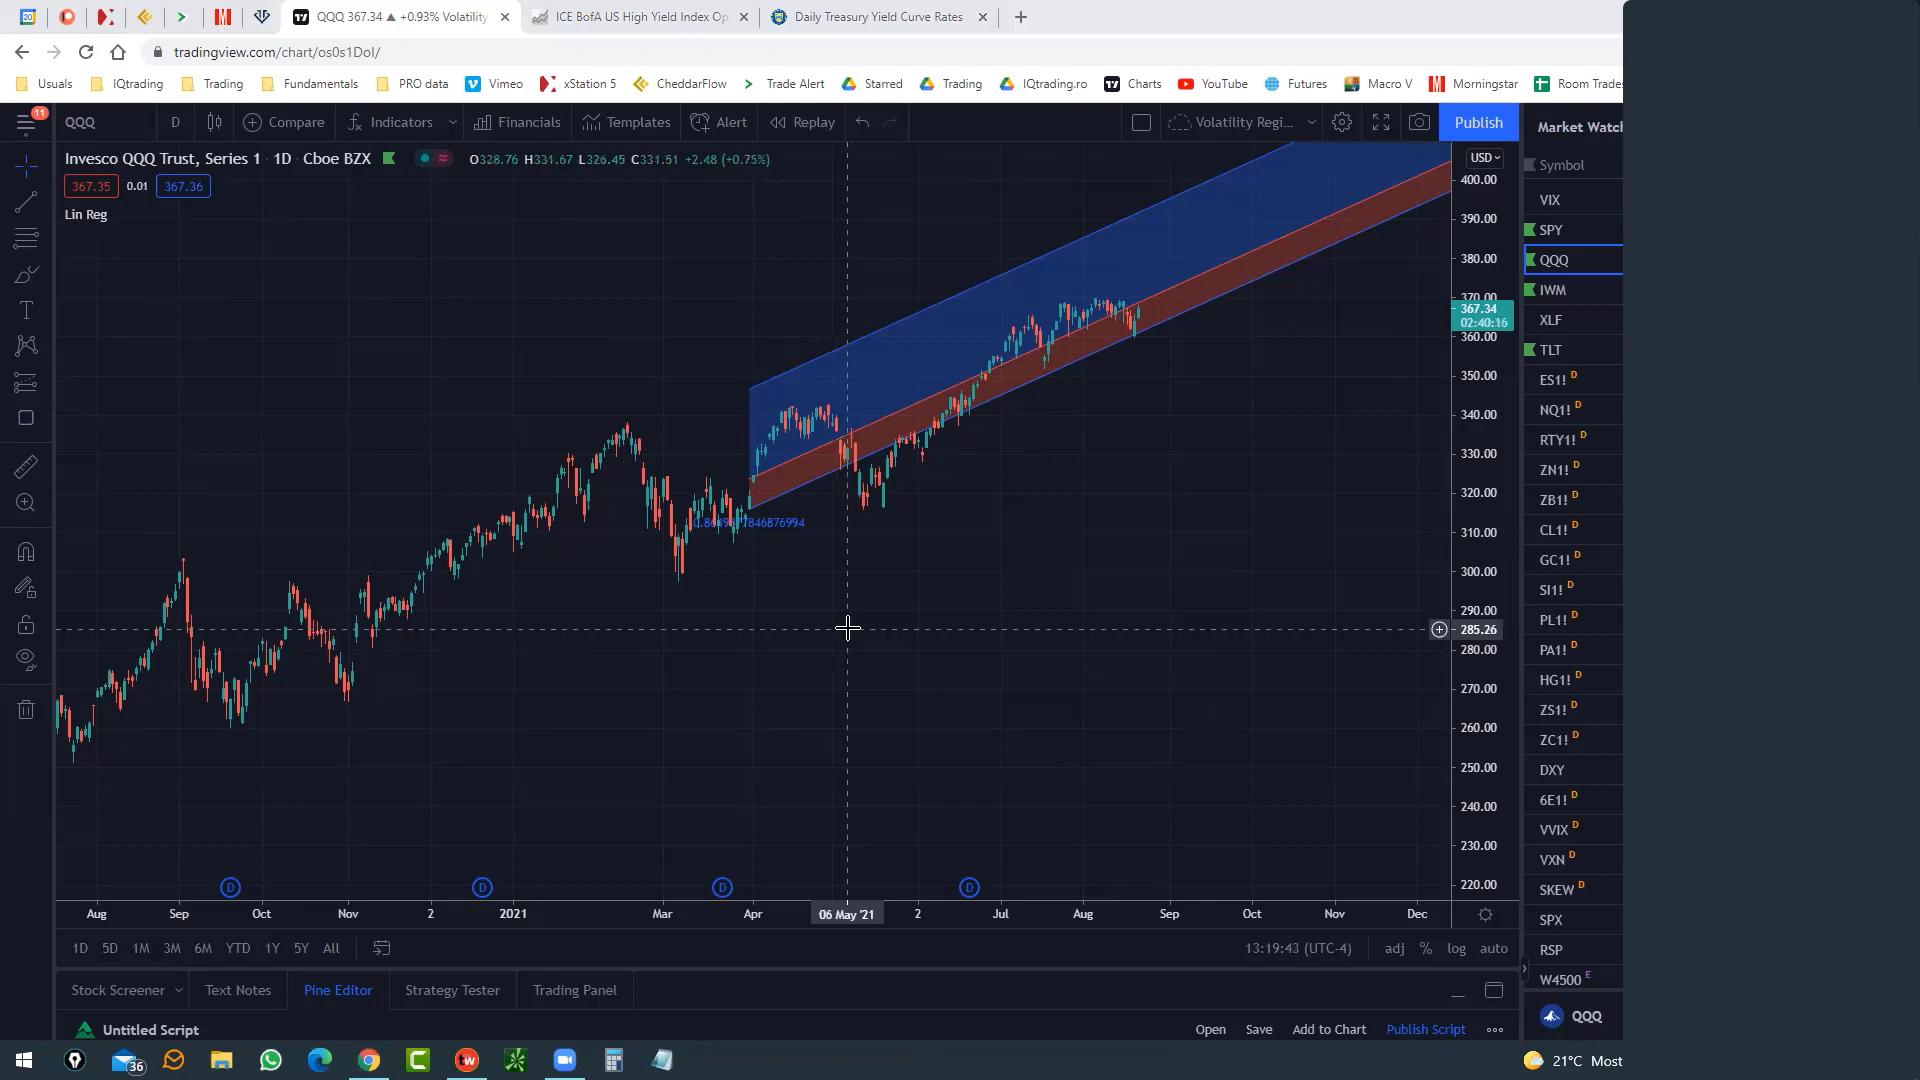 QQQ 367.34 ▲ +0.93% Volatility
ICE BofA US High Yield Index Op
Daily Treasury Yield Curve Rates
tradingview.com/chart/os0s1DoI/
Usuals
IQtrading
Trading
Fundamentals
PRO data
Vimeo
xStation 5
CheddarFlow
Trade Alert
Starred
Trading
IQtrading.ro
Charts
YouTube
Futures
Macro V
Morningstar
Room Trades
11
QQQ
D
Compare
Indicators
Financials
Templates
Alert
Replay
Volatility Regi...
Publish
Market Watch
Invesco QQQ Trust, Series 1 · 1D · Cboe BZX
O328.76 H331.67 L326.45 C331.51 +2.48 (+0.75%)
367.35 0.01 367.36
Lin Reg
USD
400.00
390.00
380.00
370.00
367.34
02:40:16
360.00
350.00
340.00
330.00
320.00
310.00
300.00
290.00
285.26
280.00
270.00
260.00
250.00
240.00
230.00
220.00
Symbol
VIX
SPY
QQQ
IWM
XLF
TLT
ES1! D
NQ1! D
RTY1! D
ZN1! D
ZB1! D
CL1! D
GC1! D
SI1! D
PL1! D
PA1! D
HG1! D
ZS1! D
ZC1! D
DXY
6E1! D
VVIX D
VXN D
SKEW D
SPX
RSP
W4500 E
QQQ
D D D D
Aug Sep Oct Nov 2 2021 Mar Apr 06 May '21 2 Jul Aug Sep Oct Nov Dec
1D 5D 1M 3M 6M YTD 1Y 5Y All
13:19:43 (UTC-4) adj % log auto
Stock Screener
Text Notes
Pine Editor
Strategy Tester
Trading Panel
Untitled Script
Open
Save
Add to Chart
Publish Script
36
21°C Most